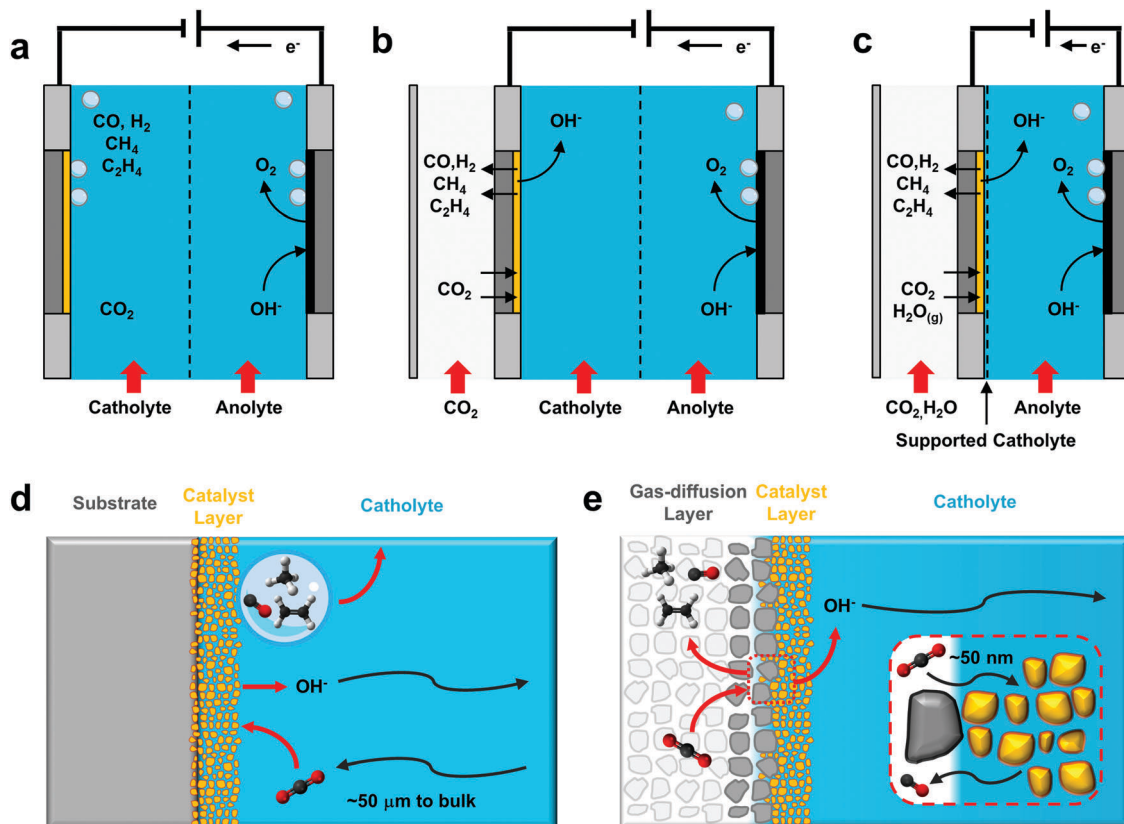 a
e-
CO, H2
CH4
C2H4
O2
CO2
OH-
Catholyte
Anolyte
b
e-
OH-
CO,H2
CH4
C2H4
O2
CO2
OH-
CO2
Catholyte
Anolyte
c
e-
OH-
CO,H2
CH4
C2H4
O2
CO2
H2O(g)
OH-
CO2,H2O
Anolyte
Supported Catholyte
d
Substrate
Catalyst
Layer
Catholyte
OH-
~50 μm to bulk
e
Gas-diffusion
Layer
Catalyst
Layer
Catholyte
OH-
~50 nm